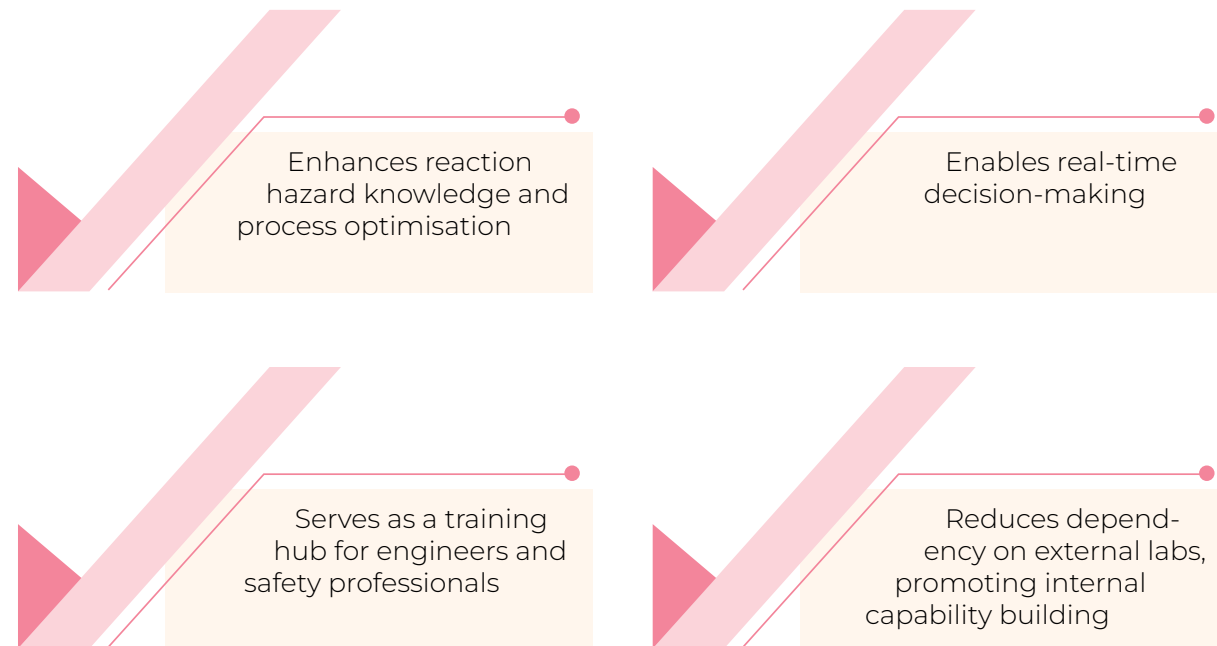 Enhances reaction
hazard knowledge and
process optimisation
Enables real-time
decision-making
Serves as a training
hub for engineers and
safety professionals
Reduces depend-
ency on external labs,
promoting internal
capability building